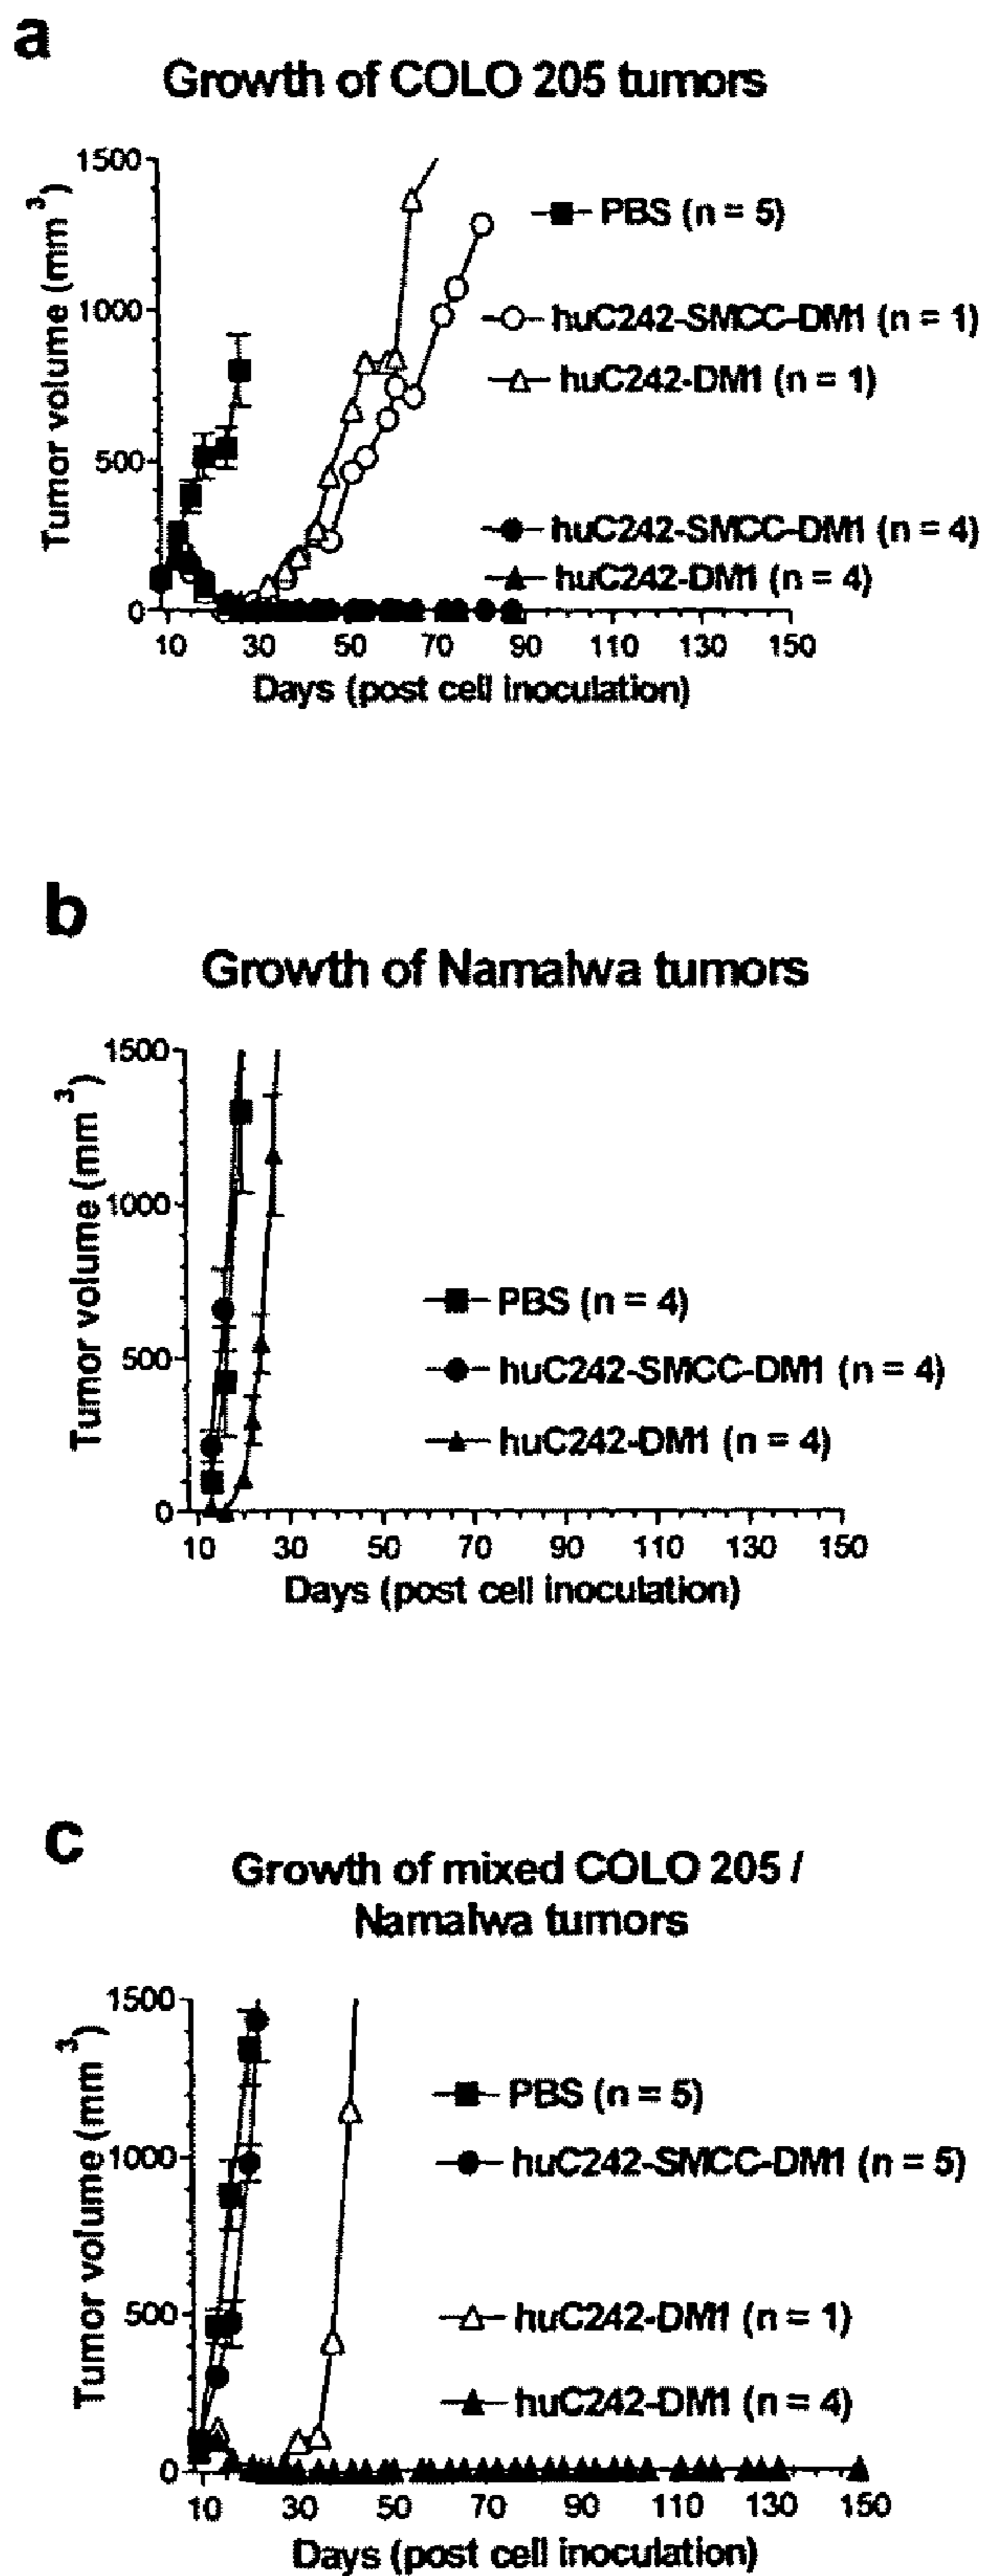 a
Growth of COLO 205 tumors
Tumor volume (mm³)
1500
1000
500
0
PBS (n = 5)
huC242-SMCC-DM1 (n = 1)
huC242-DM1 (n = 1)
huC242-SMCC-DM1 (n = 4)
huC242-DM1 (n = 4)
10 30 50 70 90 110 130 150
Days (post cell inoculation)
b
Growth of Namalwa tumors
Tumor volume (mm³)
1500
1000
500
0
PBS (n = 4)
huC242-SMCC-DM1 (n = 4)
huC242-DM1 (n = 4)
10 30 50 70 90 110 130 150
Days (post cell inoculation)
c
Growth of mixed COLO 205 /
Namalwa tumors
Tumor volume (mm³)
1500
1000
500
0
PBS (n = 5)
huC242-SMCC-DM1 (n = 5)
huC242-DM1 (n = 1)
huC242-DM1 (n = 4)
10 30 50 70 90 110 130 150
Days (post cell inoculation)